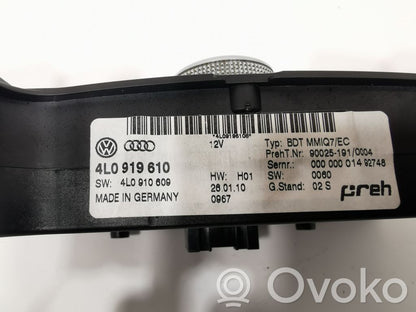 *4L0919610B*
12V
Typ: BDT MMIQ7/EC
PrehT.Nr: 90025-191/0004
Sernr.: 000 000 014 92748
4L0 919 610
HW: H01
SW: 0060
SW: 4L0 910 609
26.01.10
G.Stand: 02 S
MADE IN GERMANY
0967
preh
Ovoko